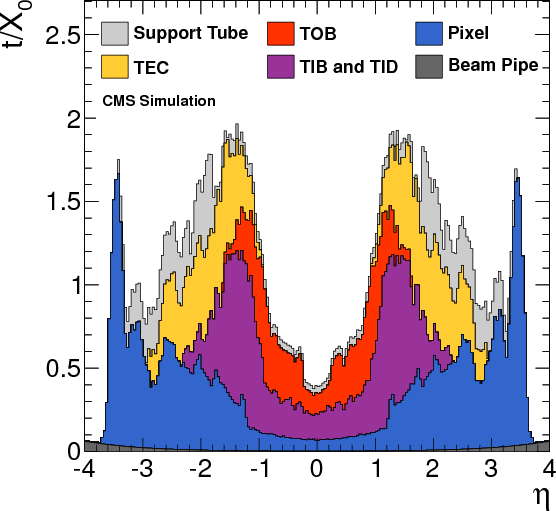 t/X0
2.5
Support Tube TOB Pixel
TEC TIB and TID Beam Pipe
CMS Simulation
2
1.5
1
0.5
0
-4 -3 -2 -1 0 1 2 3 4
η